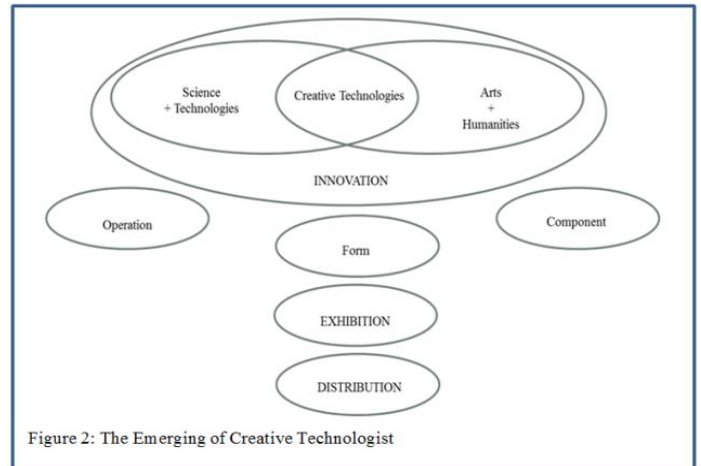 Science
+ Technologies
Creative Technologies
Arts
+
Humanities
INNOVATION
Operation
Component
Form
EXHIBITION
DISTRIBUTION
Figure 2: The Emerging of Creative Technologist